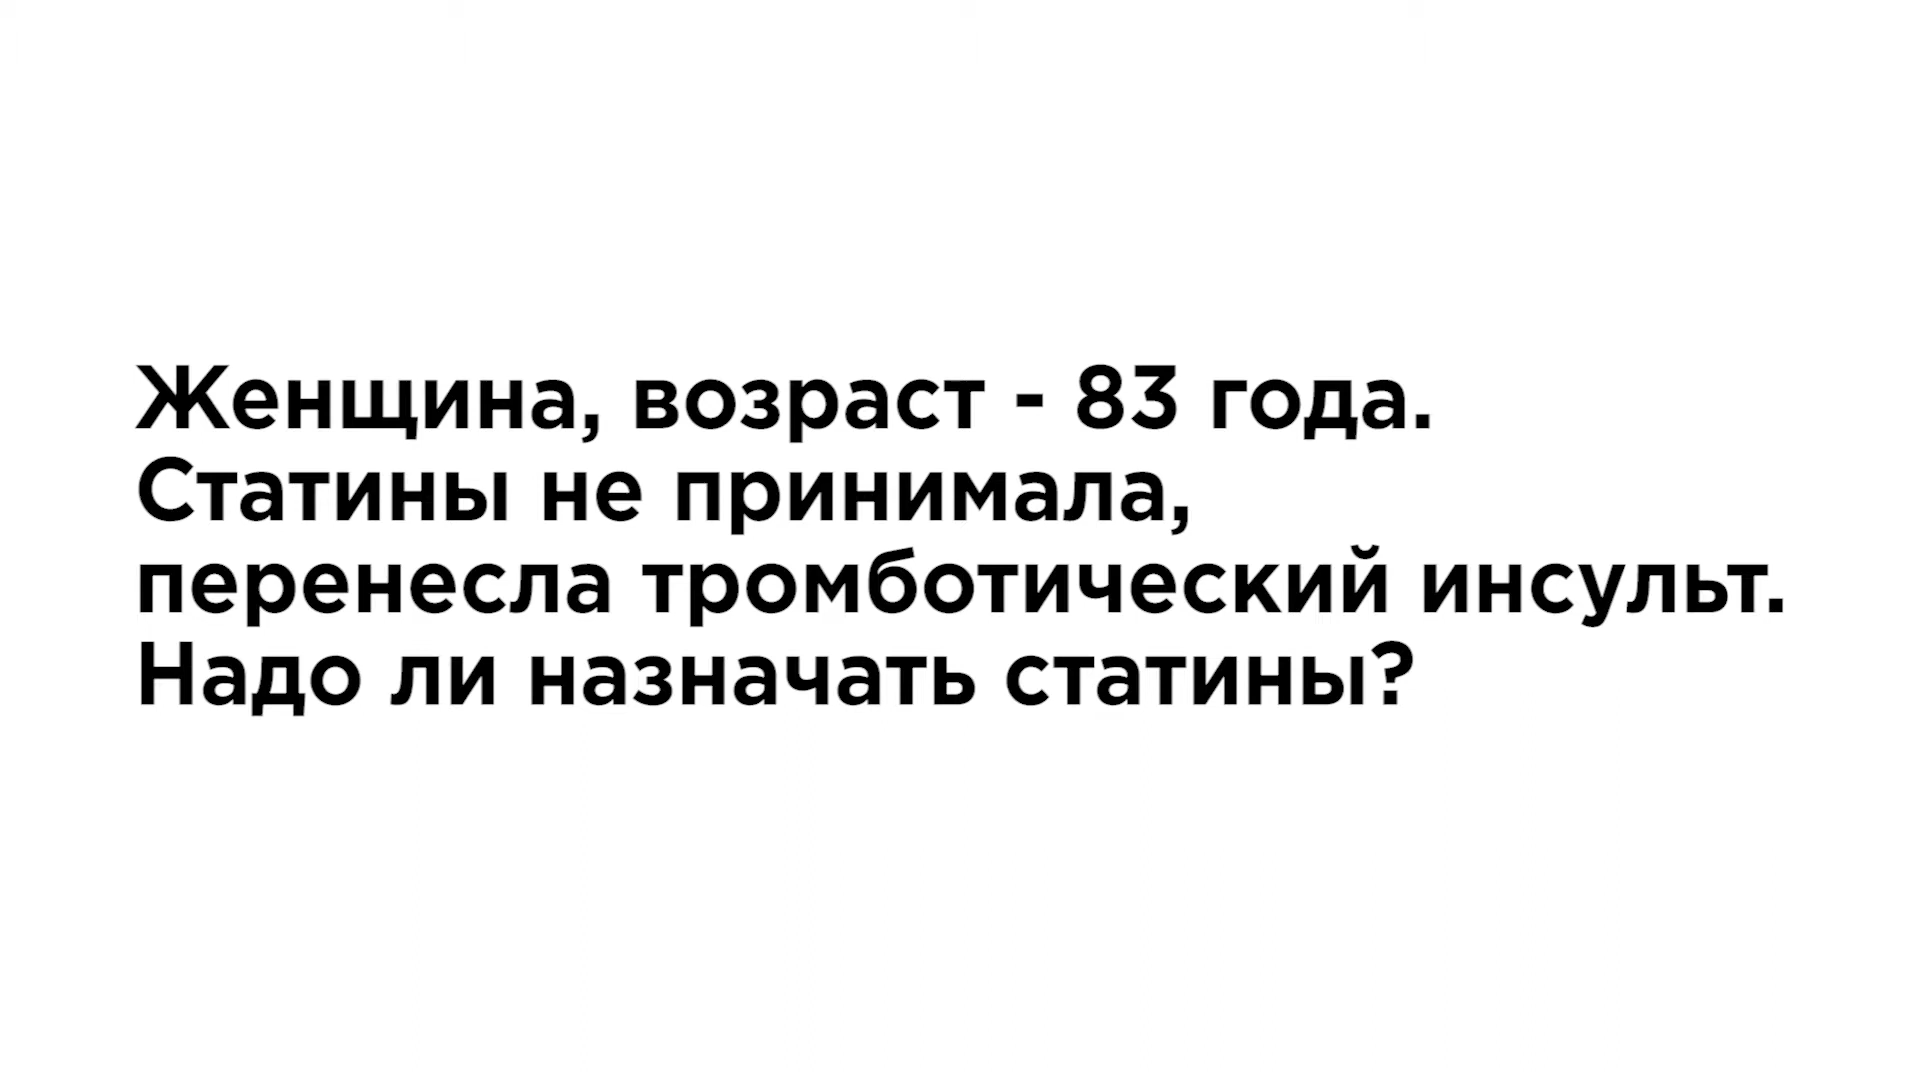 Женщина, возраст - 83 года.
Статины не принимала,
перенесла тромботический инсульт.
Надо ли назначать статины?